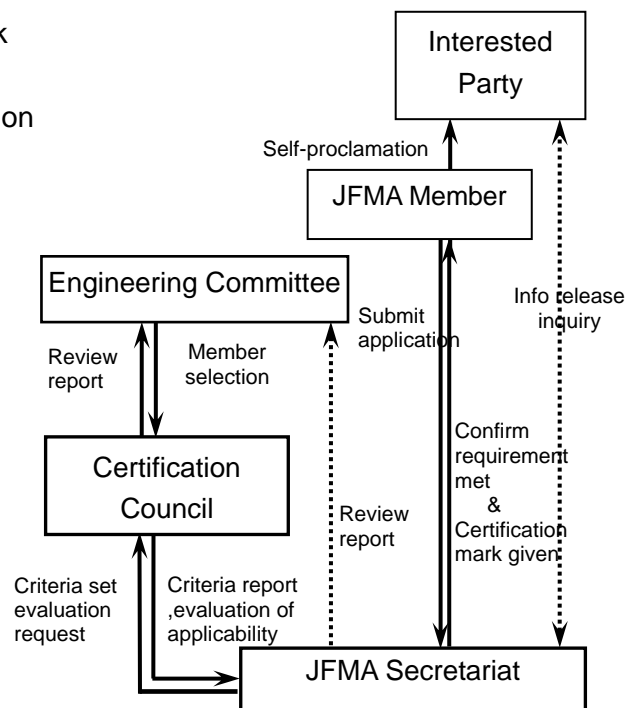 k
on
Interested
Party
Self-proclamation
JFMA Member
Engineering Committee
Submit
application
Info release
inquiry
Review
report
Member
selection
Certification
Council
Confirm
requirement
met
&
Certification
mark given
Review
report
Criteria set
evaluation
request
Criteria report
,evaluation of
applicability
JFMA Secretariat